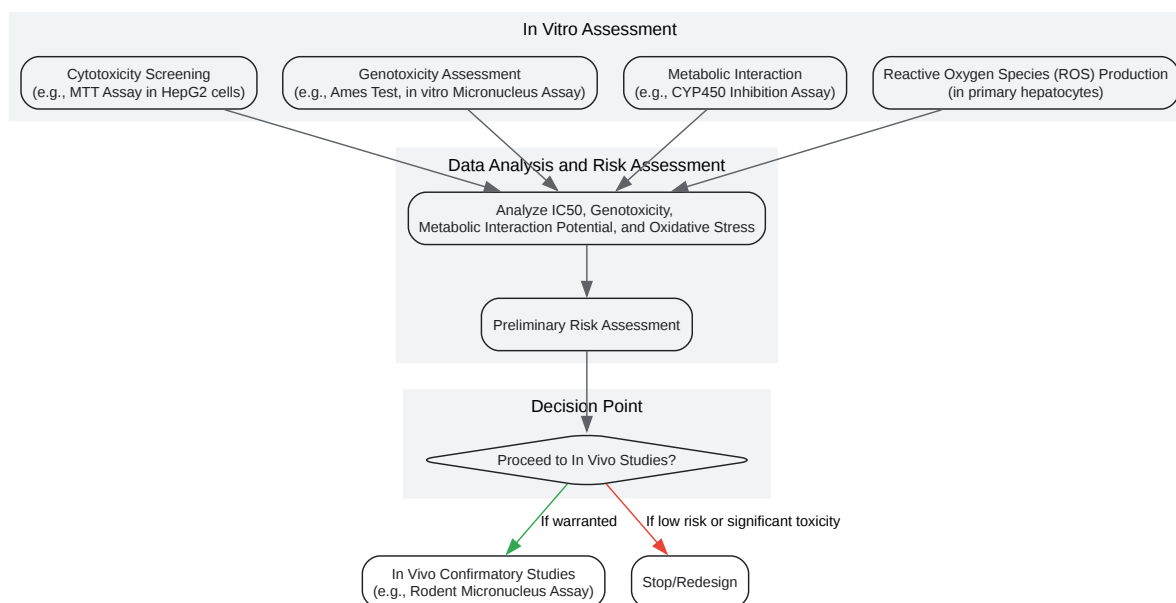 In Vitro Assessment
Cytotoxicity Screening
(e.g., MTT Assay in HepG2 cells)
Genotoxicity Assessment
(e.g., Ames Test, in vitro Micronucleus Assay)
Metabolic Interaction
(e.g., CYP450 Inhibition Assay)
Reactive Oxygen Species (ROS) Production
(in primary hepatocytes)
Data Analysis and Risk Assessment
Analyze IC50, Genotoxicity,
Metabolic Interaction Potential, and Oxidative Stress
Preliminary Risk Assessment
Decision Point
Proceed to In Vivo Studies?
If warranted
If low risk or significant toxicity
In Vivo Confirmatory Studies
(e.g., Rodent Micronucleus Assay)
Stop/Redesign